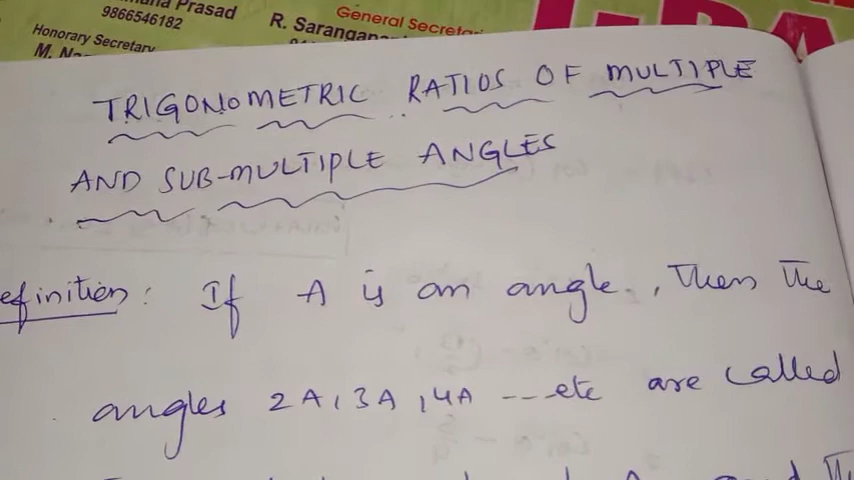 Prasad
9866546182
General Secretary
Honorary Secretary
R.
M.
TRIGONOMETRIC RATIOS OF MULTIPLE
AND SUB-MULTIPLE ANGLES
efinition: If A is an angle, then the
angles 2A, 3A, 4A ---etc are called